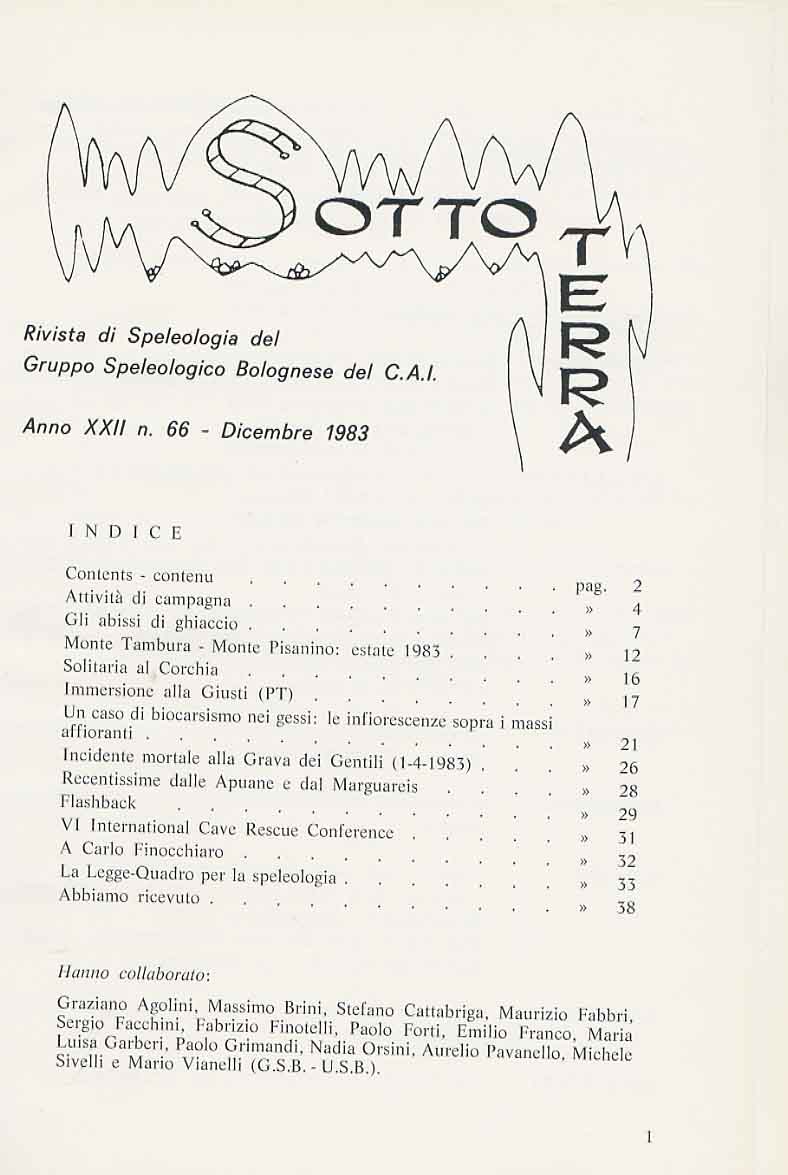 SOTTO
TERRA
Rivista di Speleologia del
Gruppo Speleologico Bolognese del C.A.I.
Anno XXII n. 66 - Dicembre 1983
INDICE
Contents - contenu . . . . . . . . . . pag. 2
Attività di campagna . . . . . . . . . . » 4
Gli abissi di ghiaccio . . . . . . . . . . » 7
Monte Tambura - Monte Pisanino: estate 1983 . . . . » 12
Solitaria al Corchia . . . . . . . . . . » 16
Immersione alla Giusti (PT) . . . . . . . . » 17
Un caso di biocarsismo nei gessi: le infiorescenze sopra i massi
affioranti . . . . . . . . . . . . . » 21
Incidente mortale alla Grava dei Gentili (1-4-1983) . . . » 26
Recentissime dalle Apuane e dal Marguareis . . . . » 28
Flashback . . . . . . . . . . . . » 29
VI International Cave Rescue Conference . . . . . » 31
A Carlo Finocchiaro . . . . . . . . . . » 32
La Legge-Quadro per la speleologia . . . . . . . » 33
Abbiamo ricevuto . . . . . . . . . . . » 38
Hanno collaborato:
Graziano Agolini, Massimo Brini, Stefano Cattabriga, Maurizio Fabbri,
Sergio Facchini, Fabrizio Finotelli, Paolo Forti, Emilio Franco, Maria
Luisa Garberi, Paolo Grimandi, Nadia Orsini, Aurelio Pavanello, Michele
Sivelli e Mario Vianelli (G.S.B. - U.S.B.).
1